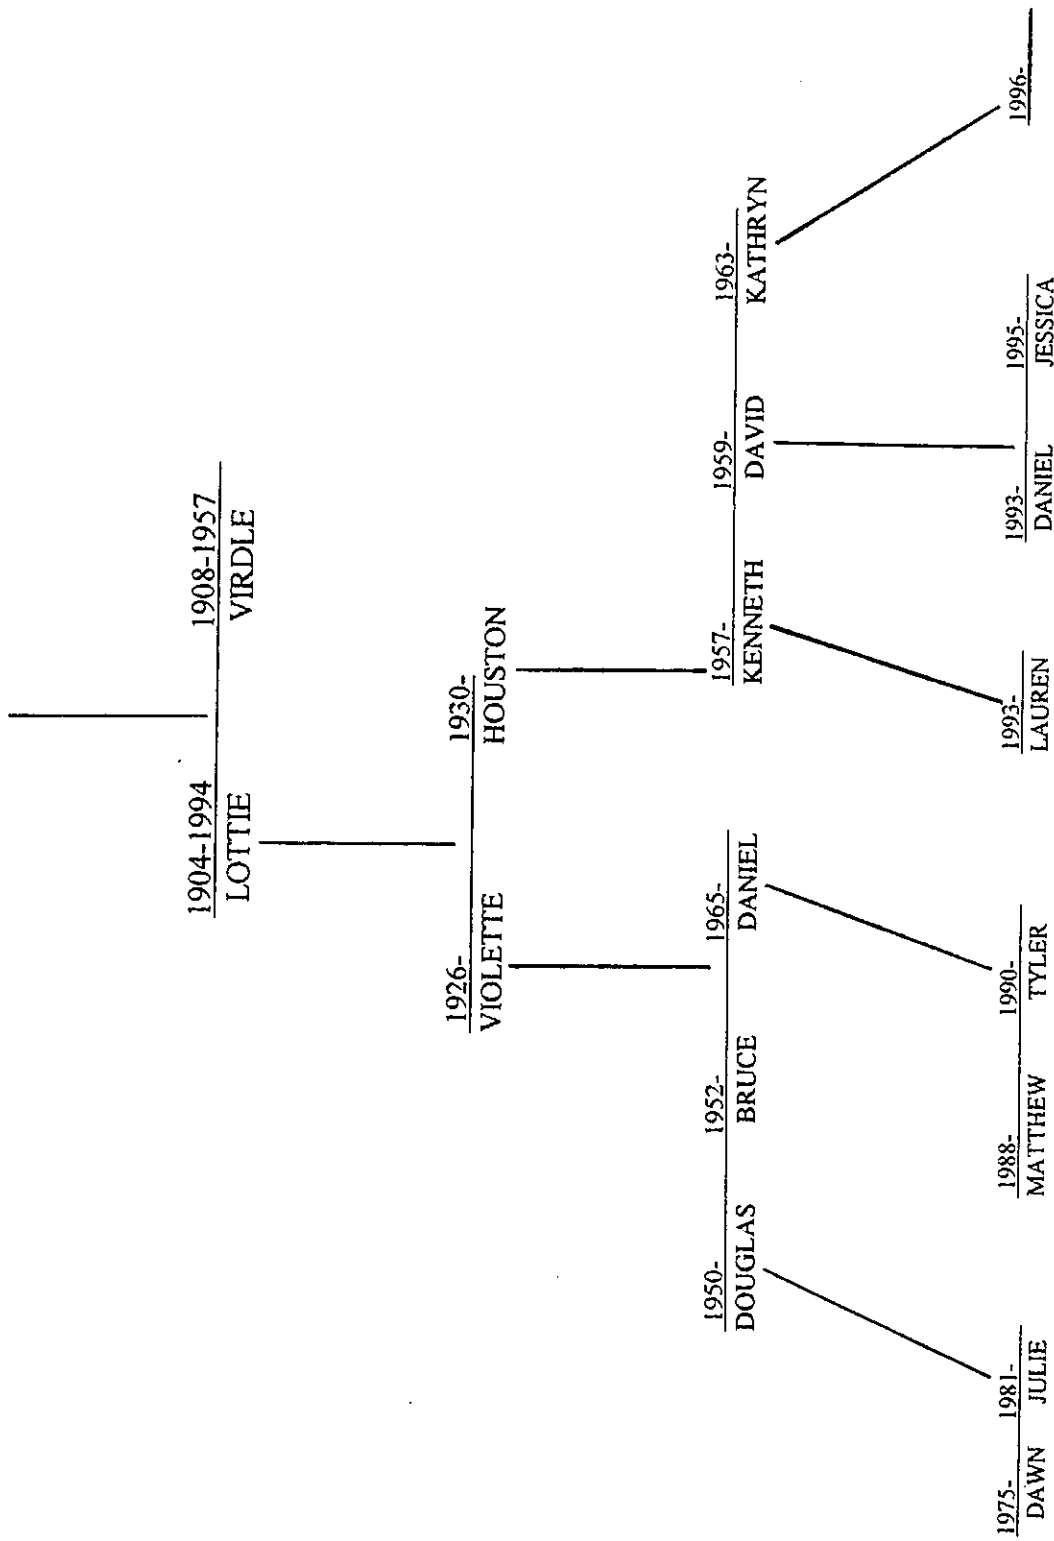 1904-1994 1908-1957
LOTTIE VIRDLE
1926- 1930-
VIOLETTE HOUSTON
1950- 1952- 1965- 1957- 1959- 1963-
DOUGLAS BRUCE DANIEL KENNETH DAVID KATHRYN
1975- 1981- 1988- 1990- 1993- 1993- 1995- 1996-
DAWN JULIE MATTHEW TYLER LAUREN DANIEL JESSICA